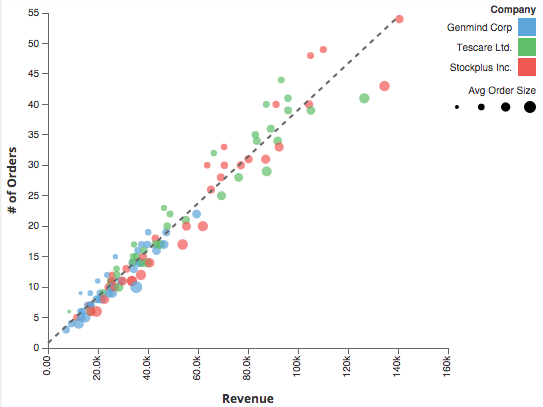 Company
Genmind Corp
Tescare Ltd.
Stockplus Inc.
Avg Order Size
# of Orders
55
50
45
40
35
30
25
20
15
10
5
0
0.00 20.0k 40.0k 60.0k 80.0k 100k 120k 140k 160k
Revenue